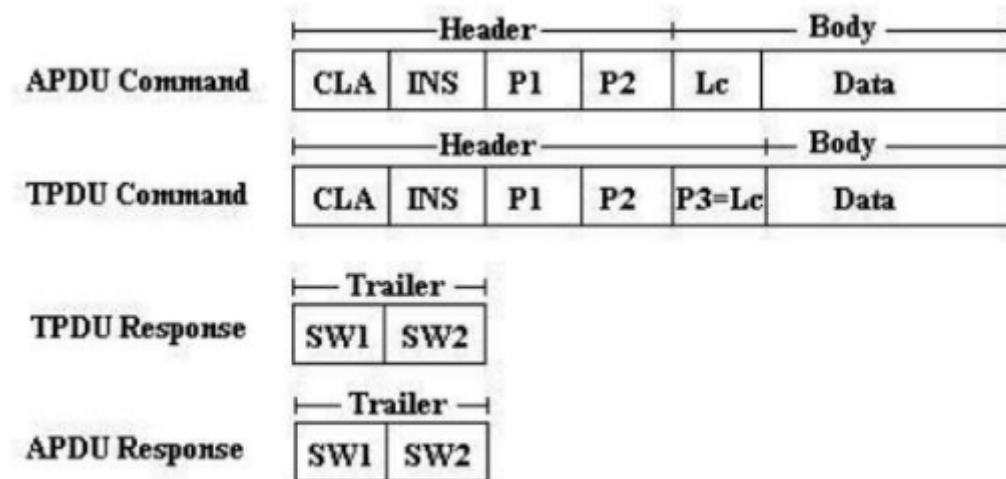 Header Body
APDU Command CLA INS P1 P2 Lc Data
Header Body
TPDU Command CLA INS P1 P2 P3=Lc Data
Trailer
TPDU Response SW1 SW2
Trailer
APDU Response SW1 SW2